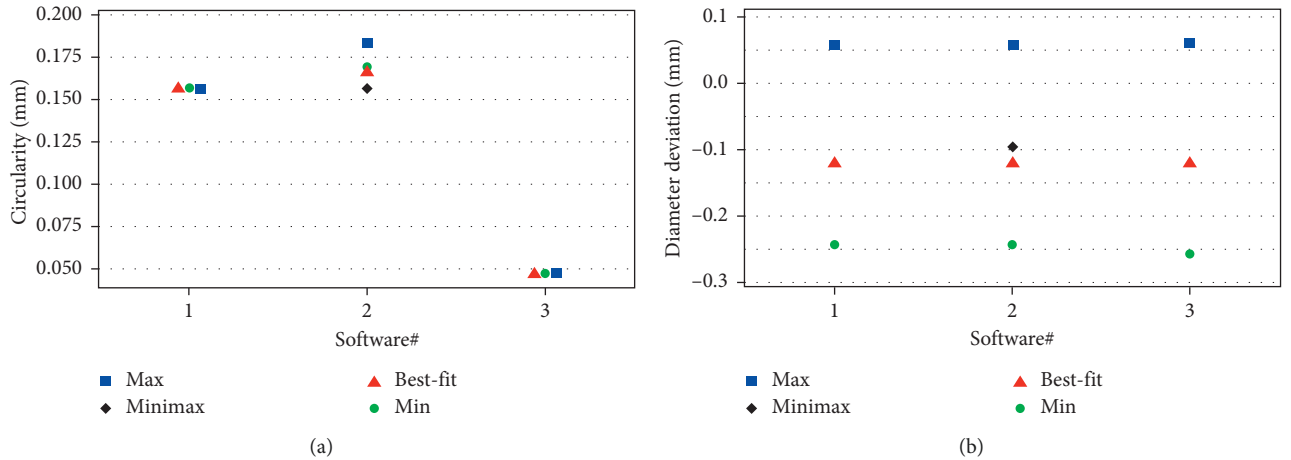 0.200
0.175
0.150
0.125
0.100
0.075
0.050
Circularity (mm)
1 2 3
Software#
Max
Best-fit
Minimax
Min
(a)
0.1
0.0
–0.1
–0.2
–0.3
Diameter deviation (mm)
1 2 3
Software#
Max
Best-fit
Minimax
Min
(b)